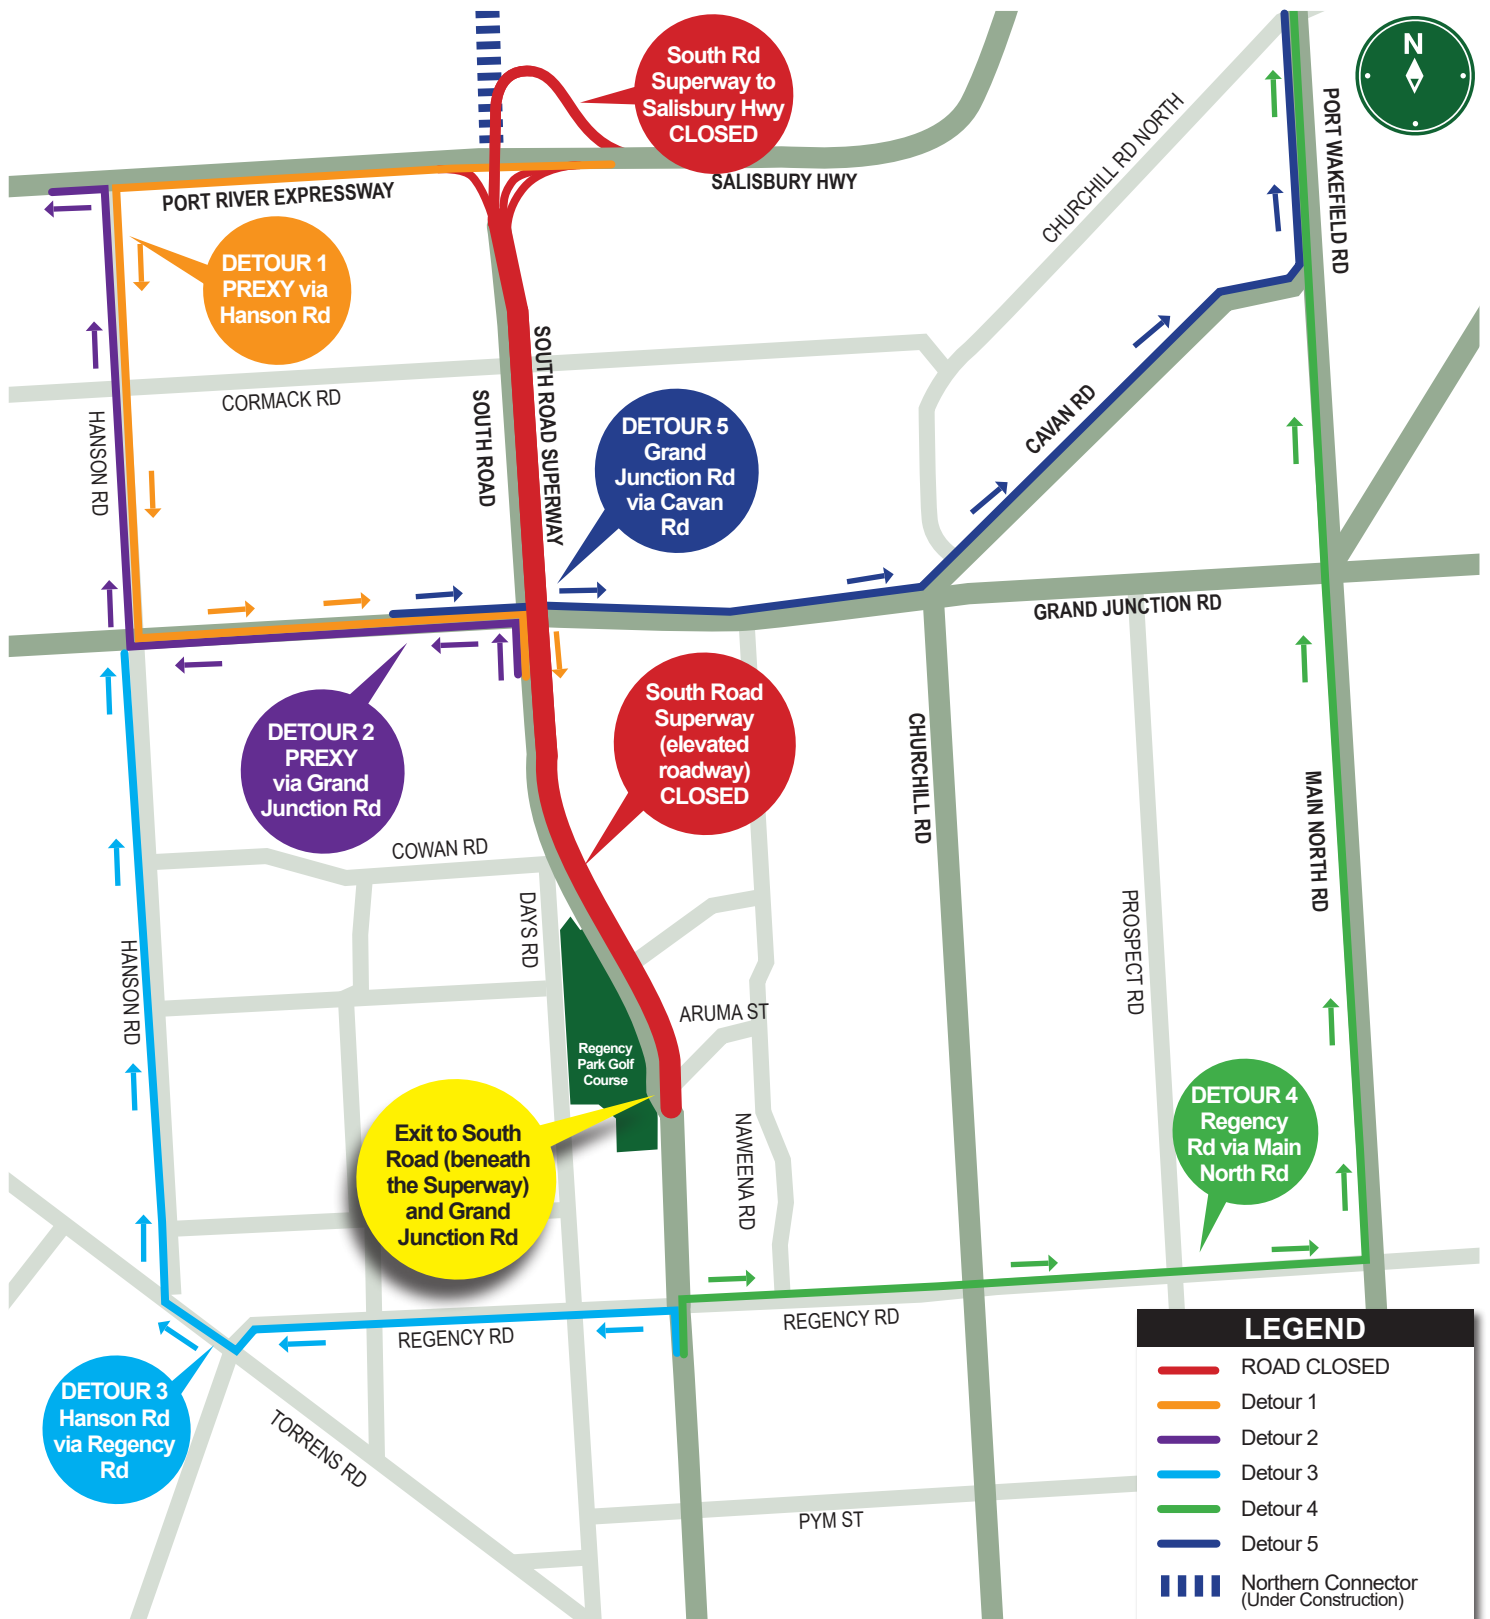 South Rd
Superway to
Salisbury Hwy
CLOSED
N
PORT RIVER EXPRESSWAY
SALISBURY HWY
CHURCHILL RD NORTH
PORT WAKEFIELD RD
DETOUR 1
PREXY via
Hanson Rd
SOUTH ROAD SUPERWAY
SOUTH ROAD
CORMACK RD
HANSON RD
DETOUR 5
Grand
Junction Rd
via Cavan
Rd
CAVAN RD
GRAND JUNCTION RD
DETOUR 2
PREXY
via Grand
Junction Rd
South Road
Superway
(elevated
roadway)
CLOSED
CHURCHILL RD
MAIN NORTH RD
COWAN RD
DAYS RD
PROSPECT RD
HANSON RD
ARUMA ST
Regency
Park Golf
Course
Exit to South
Road (beneath
the Superway)
and Grand
Junction Rd
NAWEENA RD
DETOUR 4
Regency
Rd via Main
North Rd
REGENCY RD
REGENCY RD
DETOUR 3
Hanson Rd
via Regency
Rd
TORRENS RD
PYM ST
LEGEND
ROAD CLOSED
Detour 1
Detour 2
Detour 3
Detour 4
Detour 5
Northern Connector
(Under Construction)